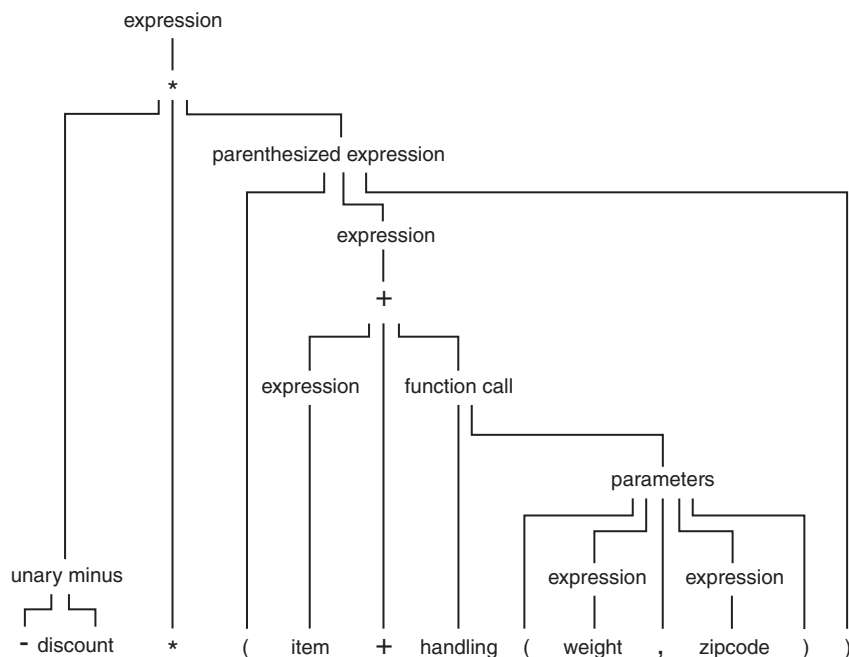 expression
*
parenthesized expression
expression
+
expression function call
parameters
unary minus expression expression
- discount * ( item + handling ( weight , zipcode ) )